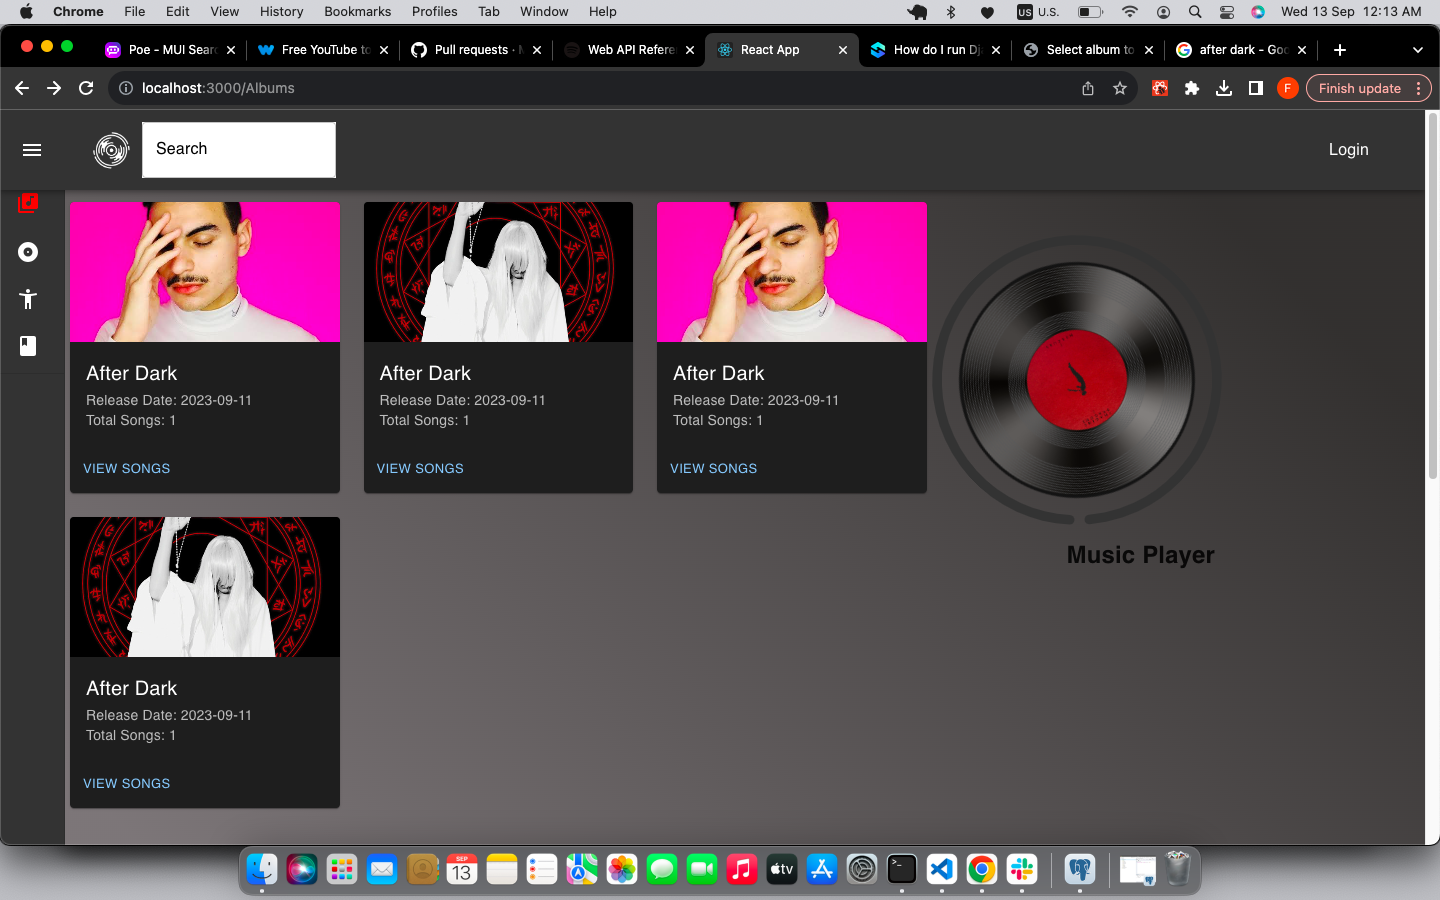 Chrome File Edit View History Bookmarks Profiles Tab Window Help US U.S. Wed 13 Sep 12:13 AM
Poe - MUI Sear Free YouTube to Pull requests · Web API Refere React App How do I run Dj Select album to after dark - Goo
localhost:3000/Albums F Finish update
Search Login
After Dark
Release Date: 2023-09-11
Total Songs: 1
VIEW SONGS
After Dark
Release Date: 2023-09-11
Total Songs: 1
VIEW SONGS
After Dark
Release Date: 2023-09-11
Total Songs: 1
VIEW SONGS
Music Player
After Dark
Release Date: 2023-09-11
Total Songs: 1
VIEW SONGS
SEP
13
tv